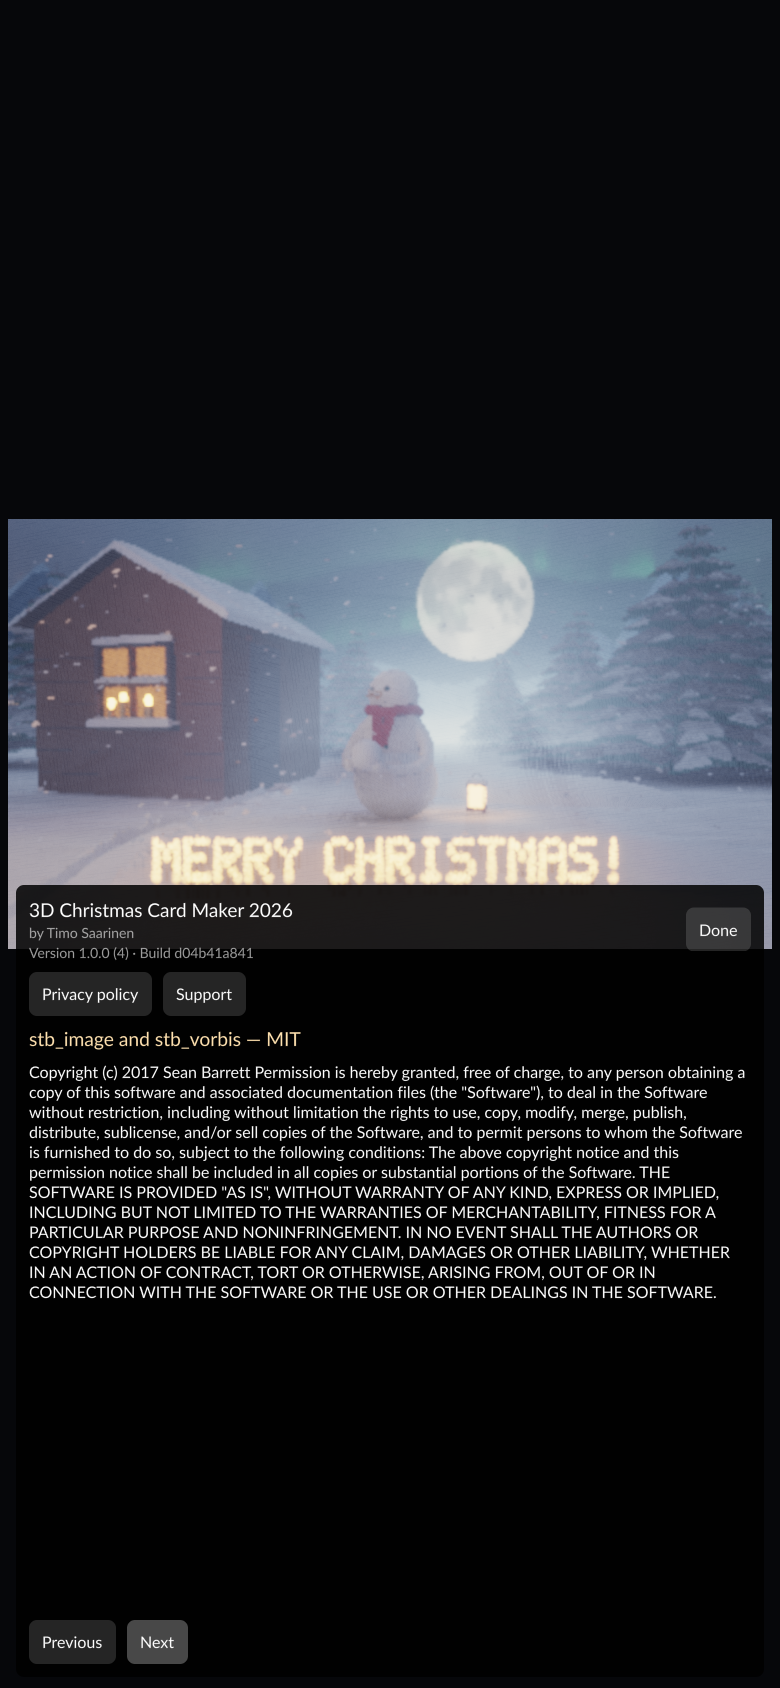 MERRY CHRISTMAS!
3D Christmas Card Maker 2026
by Timo Saarinen
Version 1.0.0 (4) · Build d04b41a841
Done
Privacy policy
Support
stb_image and stb_vorbis — MIT
Copyright (c) 2017 Sean Barrett Permission is hereby granted, free of charge, to any person obtaining a
copy of this software and associated documentation files (the "Software"), to deal in the Software
without restriction, including without limitation the rights to use, copy, modify, merge, publish,
distribute, sublicense, and/or sell copies of the Software, and to permit persons to whom the Software
is furnished to do so, subject to the following conditions: The above copyright notice and this
permission notice shall be included in all copies or substantial portions of the Software. THE
SOFTWARE IS PROVIDED "AS IS", WITHOUT WARRANTY OF ANY KIND, EXPRESS OR IMPLIED,
INCLUDING BUT NOT LIMITED TO THE WARRANTIES OF MERCHANTABILITY, FITNESS FOR A
PARTICULAR PURPOSE AND NONINFRINGEMENT. IN NO EVENT SHALL THE AUTHORS OR
COPYRIGHT HOLDERS BE LIABLE FOR ANY CLAIM, DAMAGES OR OTHER LIABILITY, WHETHER
IN AN ACTION OF CONTRACT, TORT OR OTHERWISE, ARISING FROM, OUT OF OR IN
CONNECTION WITH THE SOFTWARE OR THE USE OR OTHER DEALINGS IN THE SOFTWARE.
Previous
Next